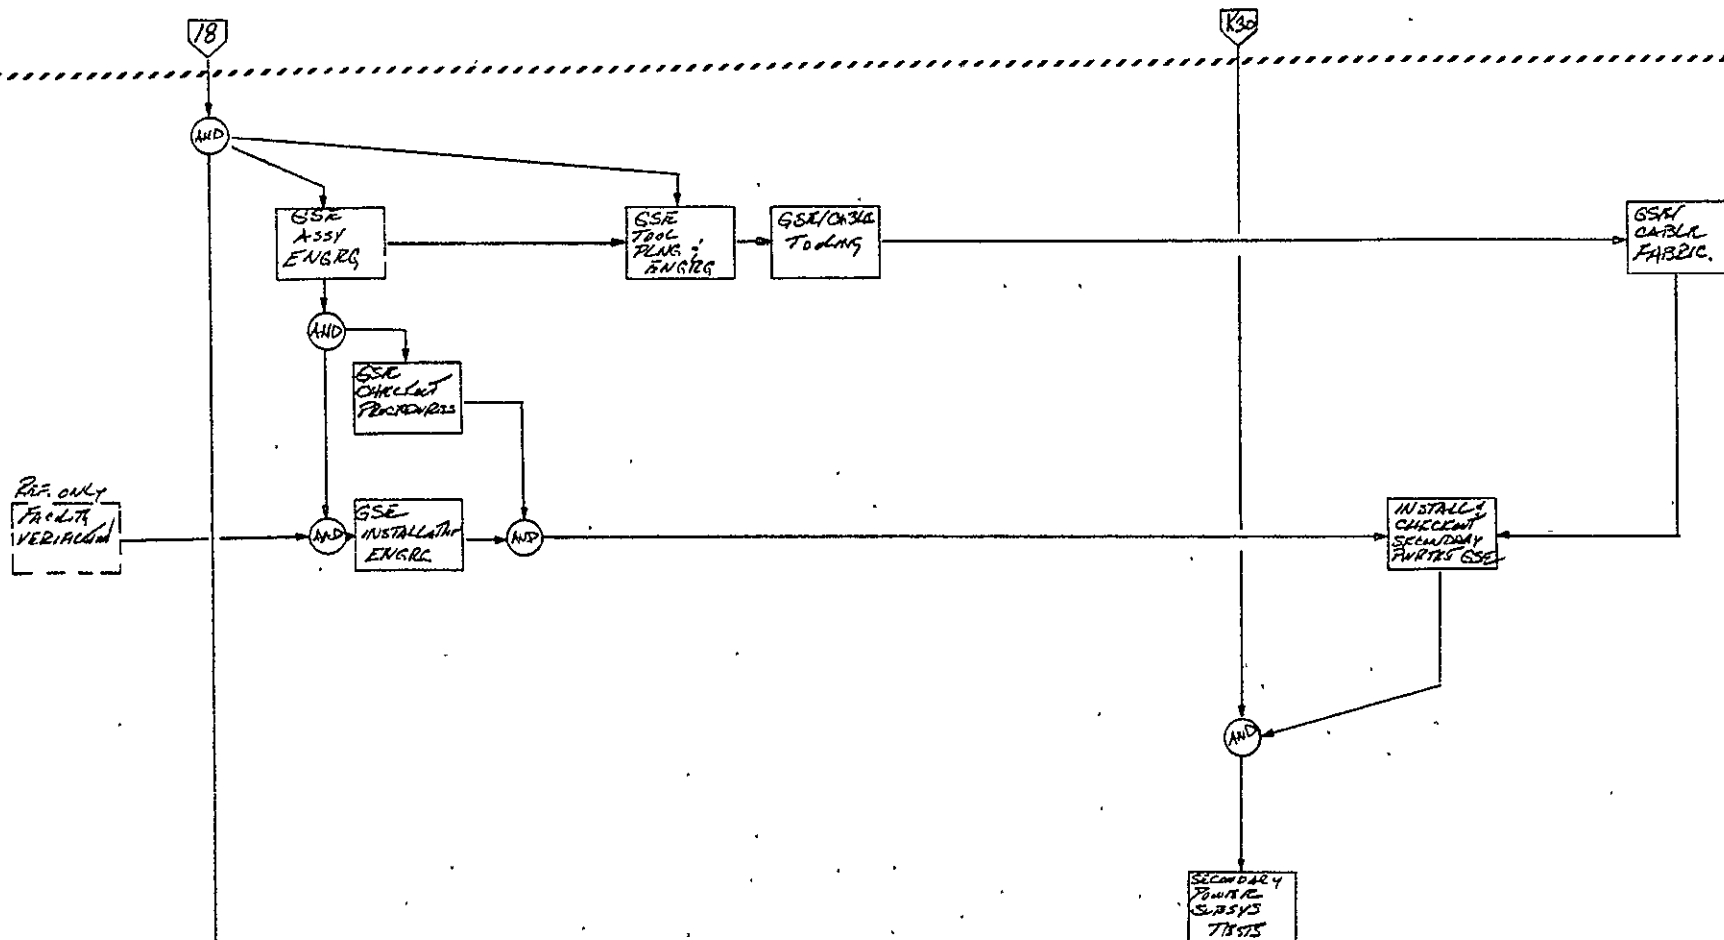 18
K30
AND
GSE
ASSY
ENGRG
GSE
TOOL
PLNG &
ENGRG
GSE/CABLE
TOOLING
GSE/
CABLE
FABRIC.
AND
GSE
CHECKOUT
PROCEDURES
REF. ONLY
FACILITY
VERIFICATION
AND
GSE
INSTALLATION
ENGRG
AND
INSTALL &
CHECKOUT
SECONDARY
GSE
AND
SECONDARY
POWER
SUBSYS
TESTS